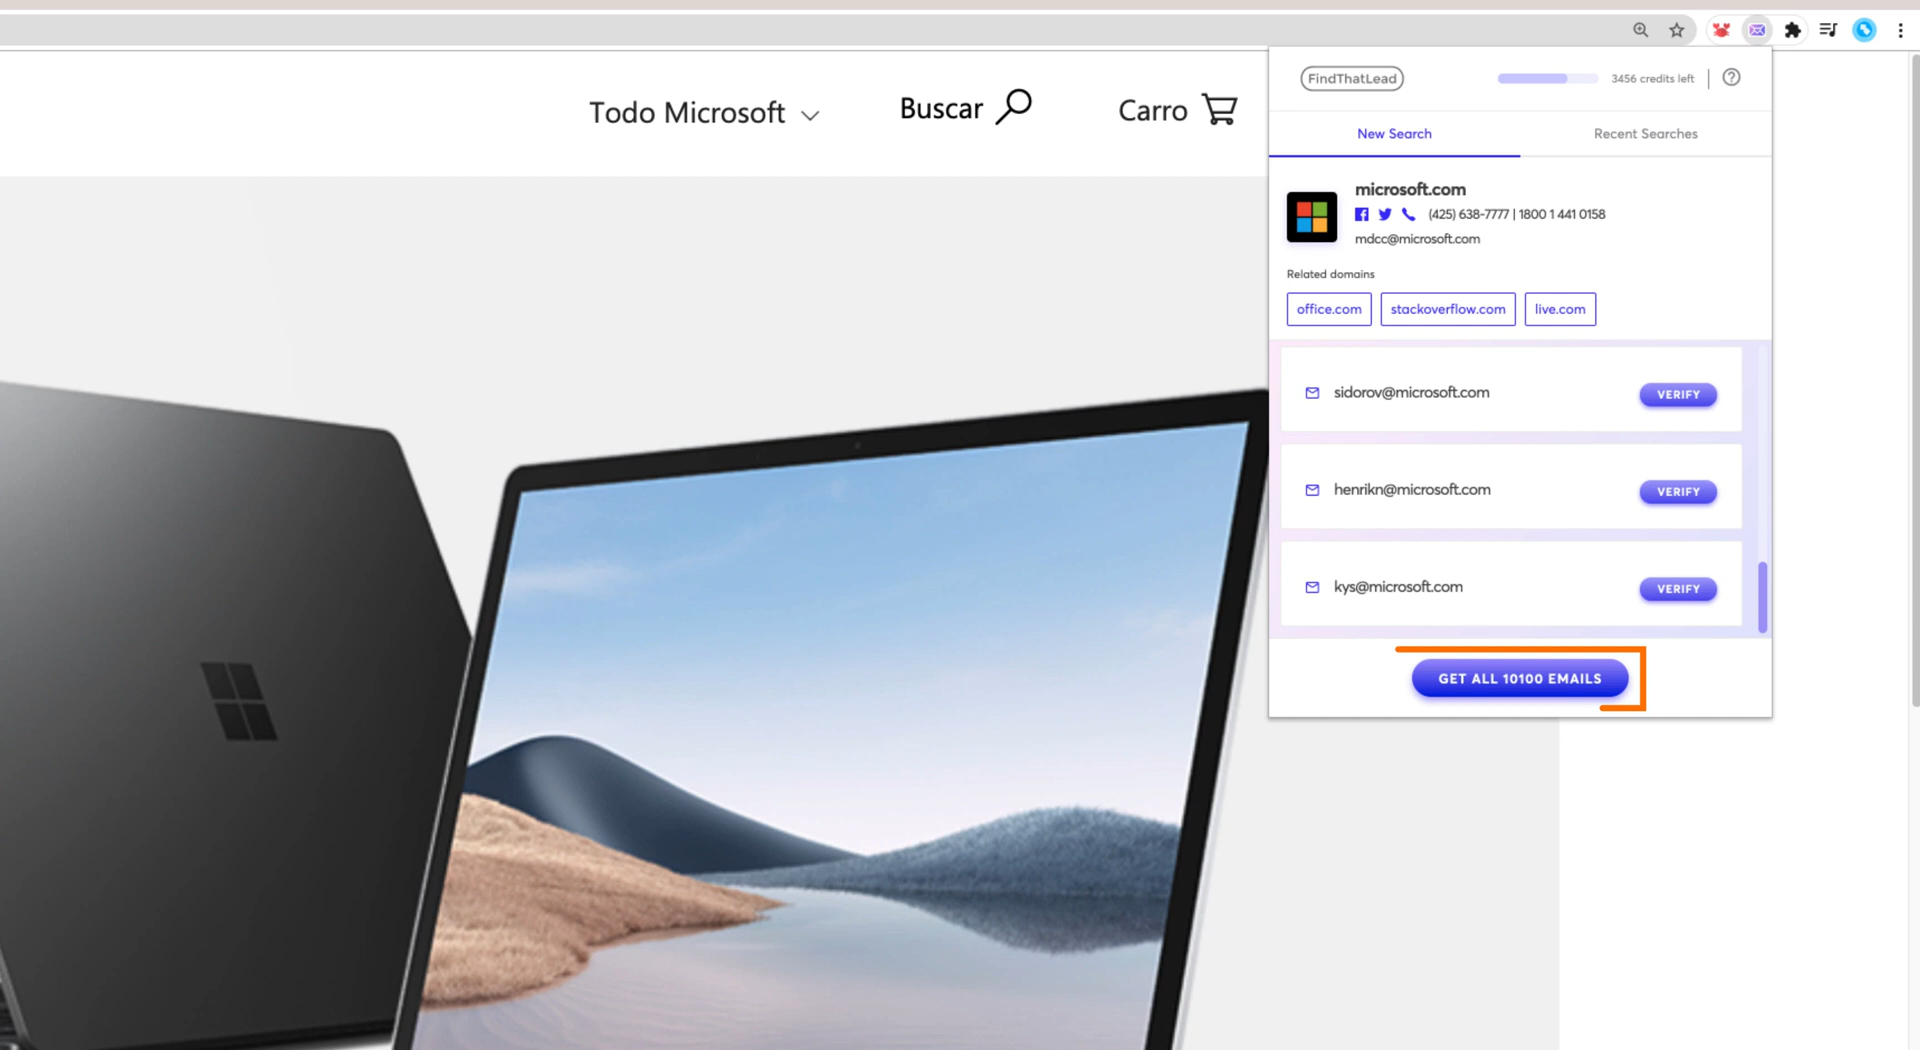 Todo Microsoft
Buscar
Carro
FindThatLead
3456 credits left
New Search
Recent Searches
microsoft.com
(425) 638-7777 | 1800 1 441 0158
mdcc@microsoft.com
Related domains
office.com
stackoverflow.com
live.com
sidorov@microsoft.com
VERIFY
henrikn@microsoft.com
VERIFY
kys@microsoft.com
VERIFY
GET ALL 10100 EMAILS